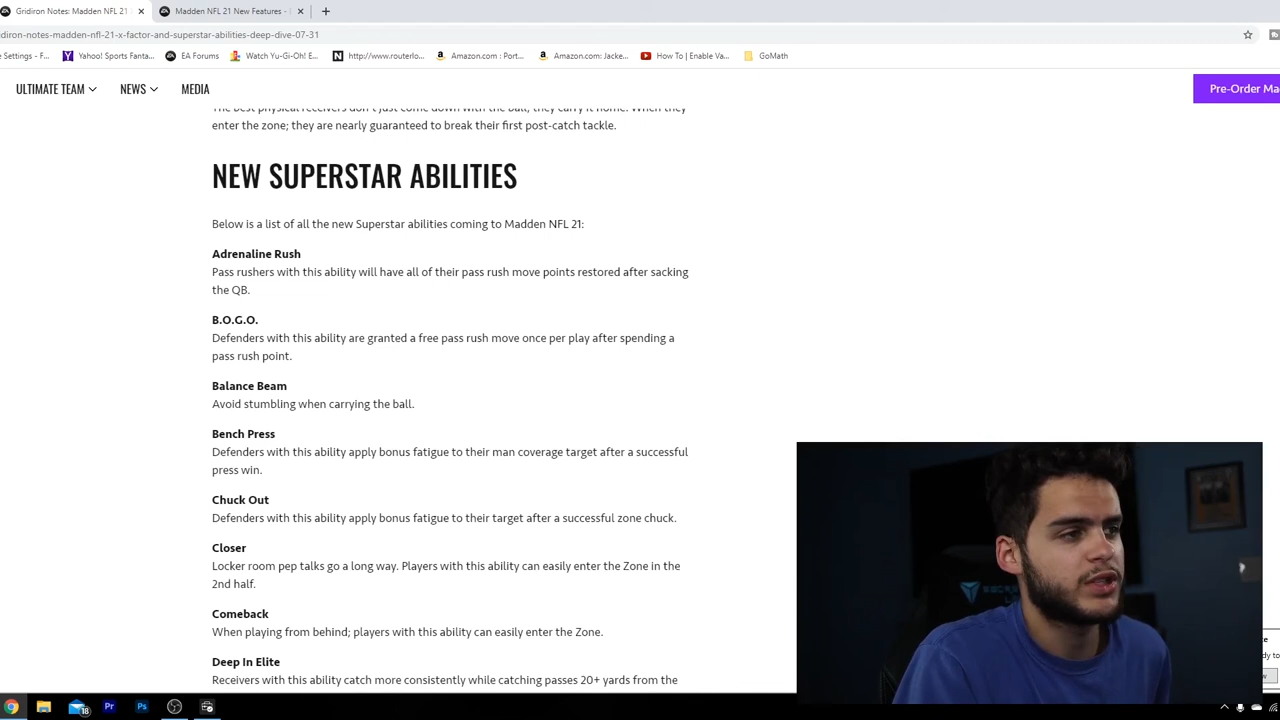 Gridiron Notes: Madden NFL 21
Madden NFL 21 New Features -
diron-notes-madden-nfl-21-x-factor-and-superstar-abilities-deep-dive-07-31
Settings - F...
Yahoo! Sports Fanta...
EA Forums
Watch Yu-Gi-Oh! E...
http://www.routerlo...
Amazon.com : Port...
Amazon.com: Jacke...
How To | Enable Va...
GoMath
ULTIMATE TEAM
NEWS
MEDIA
Pre-Order Ma
The best physical receivers don't just come down with the ball, they carry it home. When they
enter the zone; they are nearly guaranteed to break their first post-catch tackle.
NEW SUPERSTAR ABILITIES
Below is a list of all the new Superstar abilities coming to Madden NFL 21:
Adrenaline Rush
Pass rushers with this ability will have all of their pass rush move points restored after sacking
the QB.
B.O.G.O.
Defenders with this ability are granted a free pass rush move once per play after spending a
pass rush point.
Balance Beam
Avoid stumbling when carrying the ball.
Bench Press
Defenders with this ability apply bonus fatigue to their man coverage target after a successful
press win.
Chuck Out
Defenders with this ability apply bonus fatigue to their target after a successful zone chuck.
Closer
Locker room pep talks go a long way. Players with this ability can easily enter the Zone in the
2nd half.
Comeback
When playing from behind; players with this ability can easily enter the Zone.
Deep In Elite
Receivers with this ability catch more consistently while catching passes 20+ yards from the
18
Pr
Ps